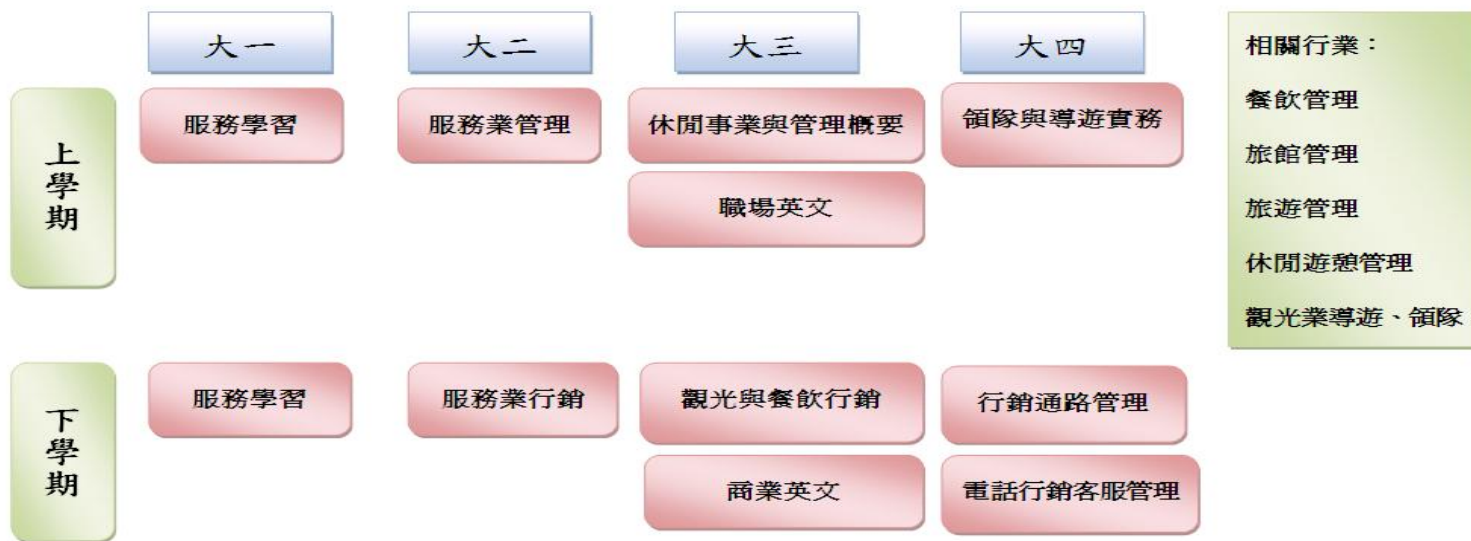 大一
大二
大三
大四
上學期
服務學習
服務業管理
休閒事業與管理概要
領隊與導遊實務
職場英文
下學期
服務學習
服務業行銷
觀光與餐飲行銷
行銷通路管理
商業英文
電話行銷客服管理
相關行業：
餐飲管理
旅館管理
旅遊管理
休閒遊憩管理
觀光業導遊、領隊